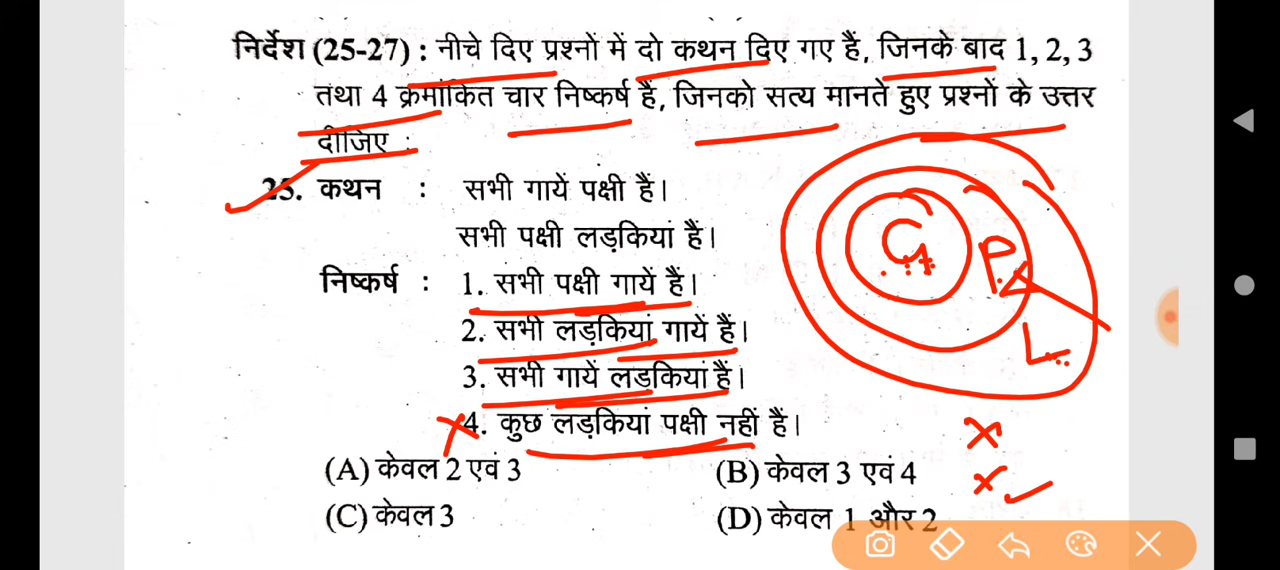 निर्देश (25-27) : नीचे दिए प्रश्नों में दो कथन दिए गए हैं, जिनके बाद 1, 2, 3
तथा 4 क्रमांकित चार निष्कर्ष हैं, जिनको सत्य मानते हुए प्रश्नों के उत्तर
दीजिए :
25. कथन : सभी गायें पक्षी हैं।
सभी पक्षी लड़कियां हैं।
निष्कर्ष : 1. सभी पक्षी गायें हैं।
2. सभी लड़कियां गायें हैं।
3. सभी गायें लड़कियां हैं।
4. कुछ लड़कियां पक्षी नहीं हैं।
(A) केवल 2 एवं 3 (B) केवल 3 एवं 4
(C) केवल 3 (D) केवल 1 और 2
G
P
L